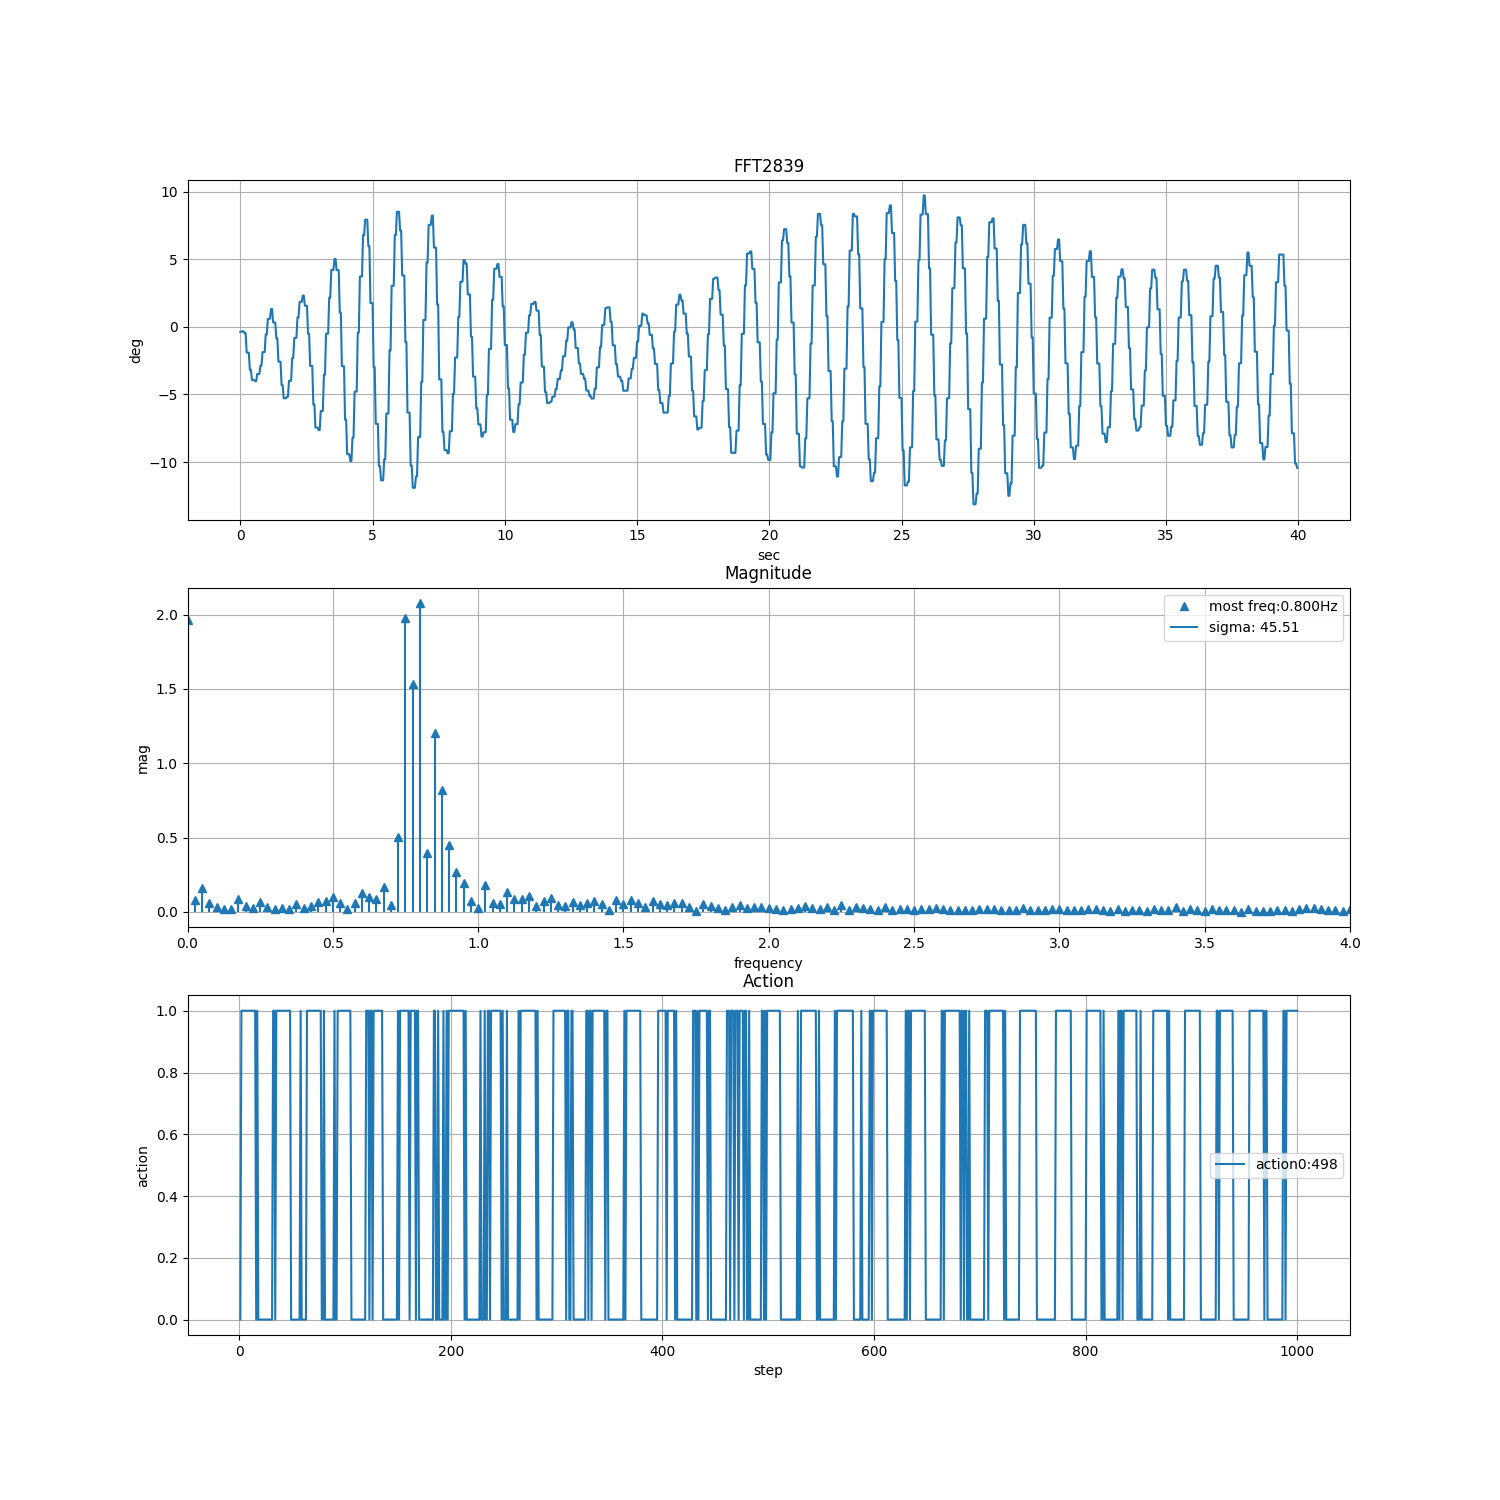 FFT2839
10
5
0
−5
−10
deg
0 5 10 15 20 25 30 35 40
sec
Magnitude
most freq:0.800Hz
sigma: 45.51
2.0
1.5
1.0
0.5
0.0
mag
0.0 0.5 1.0 1.5 2.0 2.5 3.0 3.5 4.0
frequency
Action
1.0
0.8
0.6
0.4
0.2
0.0
action
action0:498
0 200 400 600 800 1000
step